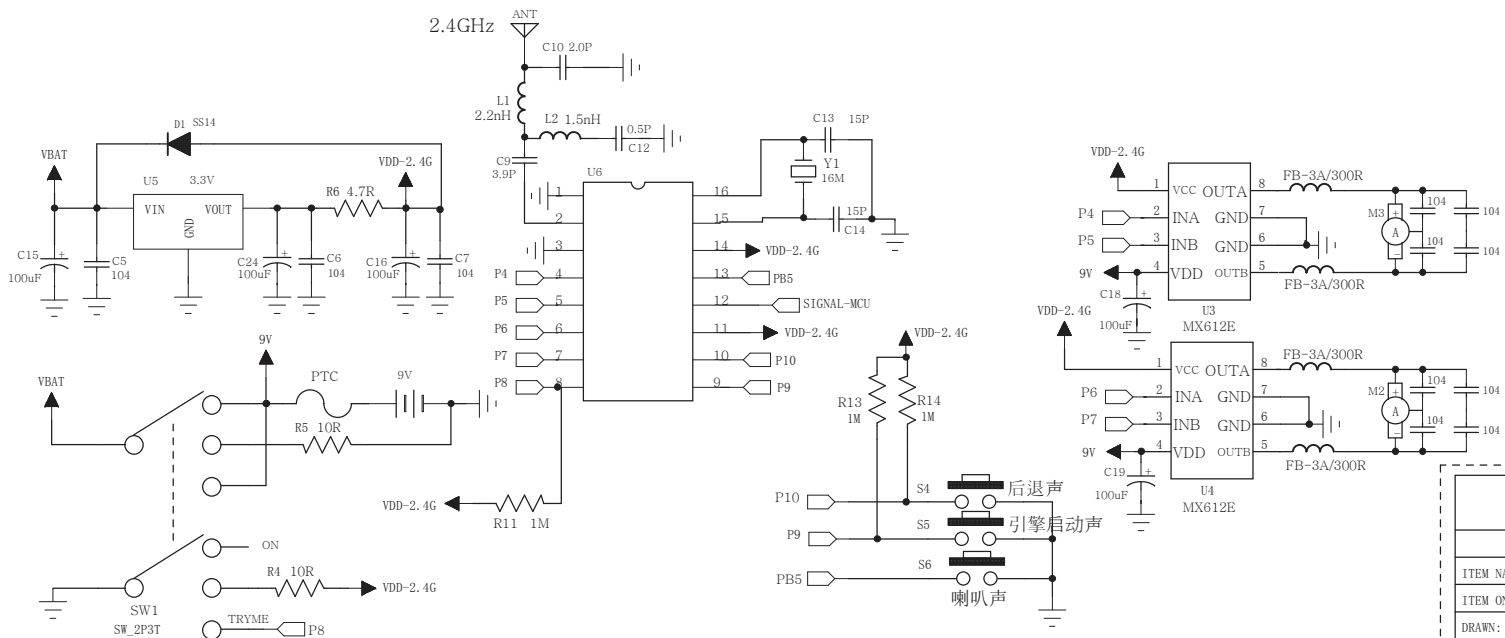 2.4GHz
ANT
C10 2.0P
L1
2.2nH
L2 1.5nH
0.5P
C12
C9
3.9P
D1 SS14
VBAT
U5 3.3V
VIN VOUT
GND
R6 4.7R
VDD-2.4G
C15
100uF
C5
104
C24
100uF
C6
104
C16
100uF
C7
104
U6
1
2
3
4
5
6
7
8
16
15
14
13
12
11
10
9
P4
P5
P6
P7
P8
C13 15P
Y1
16M
15P
C14
VDD-2.4G
PB5
SIGNAL-MCU
VDD-2.4G
P10
P9
9V
VBAT
PTC
9V
R5 10R
VDD-2.4G
R11 1M
ON
R4 10R
VDD-2.4G
SW1
SW_2P3T
TRYME
P8
VDD-2.4G
R13
1M
R14
1M
P10
S4
后退声
P9
S5
引擎启动声
PB5
S6
喇叭声
VDD-2.4G
1 VCC OUTA 8
P4 2 INA GND 7
P5 3 INB GND 6
9V 4 VDD OUTB 5
FB-3A/300R
FB-3A/300R
M3
+
A
-
104
104
104
104
C18
100uF
U3
MX612E
VDD-2.4G
1 VCC OUTA 8
P6 2 INA GND 7
P7 3 INB GND 6
9V 4 VDD OUTB 5
FB-3A/300R
FB-3A/300R
M2
+
A
-
104
104
104
104
C19
100uF
U4
MX612E
ITEM NA
ITEM
DRAWN: